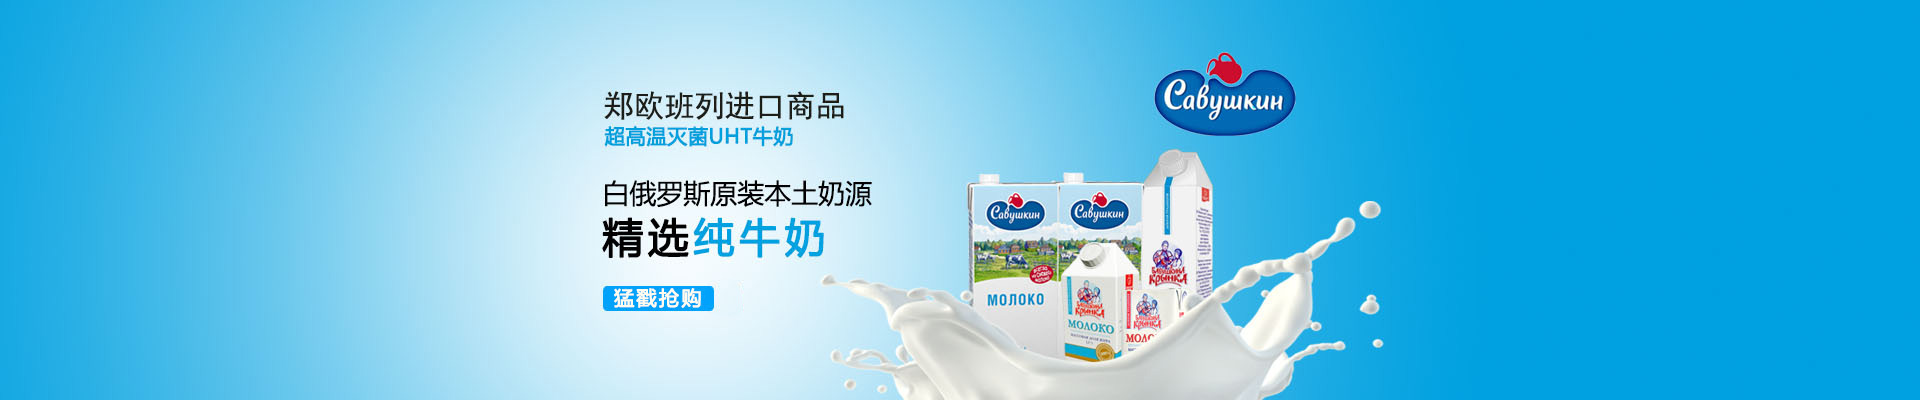 郑欧班列进口商品
超高温灭菌UHT牛奶
白俄罗斯原装本土奶源
精选纯牛奶
猛戳抢购
Савушкин
Савушкин
Савушкин
МОЛОКО
БАБУШКИНА
КРЫНКА
БАБУШКИНА
КРЫНКА
МОЛОКО
БАБУШКИНА
КРЫНКА